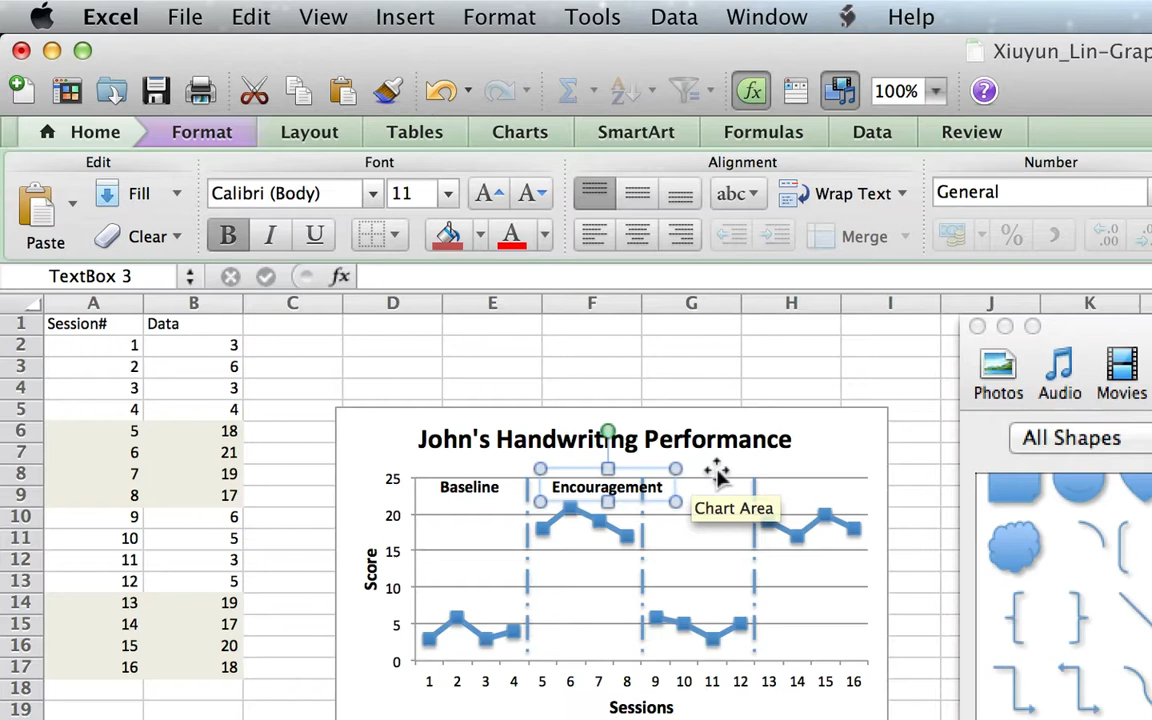 Excel File Edit View Insert Format Tools Data Window Help
Xiuyun_Lin-Grap
100%
Home Format Layout Tables Charts SmartArt Formulas Data Review
Edit Font Alignment Number
Fill Calibri (Body) 11 A A abc Wrap Text General
Paste Clear B I U A Merge % .0 .00
TextBox 3 fx
A B C D E F G H I J K
1 Session# Data
2 1 3
3 2 6
4 3 3
5 4 4
6 5 18
7 6 21
8 7 19
9 8 17
10 9 6
11 10 5
12 11 3
13 12 5
14 13 19
15 14 17
16 15 20
17 16 18
18
19
John's Handwriting Performance
Baseline Encouragement
Chart Area
25
20
15
10
5
0
Score
1 2 3 4 5 6 7 8 9 10 11 12 13 14 15 16
Sessions
Photos Audio Movies
All Shapes